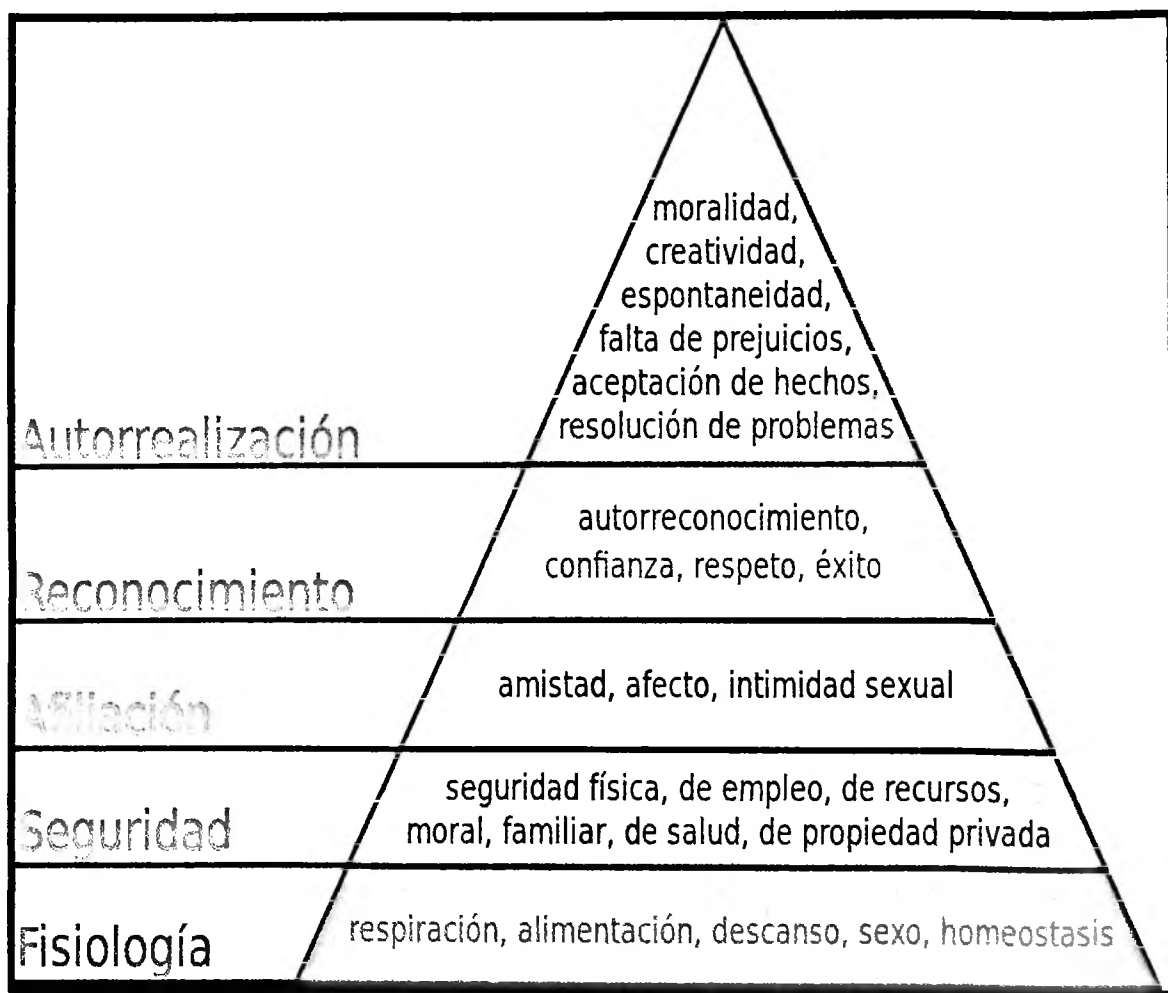 moralidad,
creatividad,
espontaneidad,
falta de prejuicios,
aceptación de hechos,
resolución de problemas
Autorrealización
autorreconocimiento,
confianza, respeto, éxito
Reconocimiento
amistad, afecto, intimidad sexual
Afiliación
seguridad física, de empleo, de recursos,
moral, familiar, de salud, de propiedad privada
Seguridad
respiración, alimentación, descanso, sexo, homeostasis
Fisiología